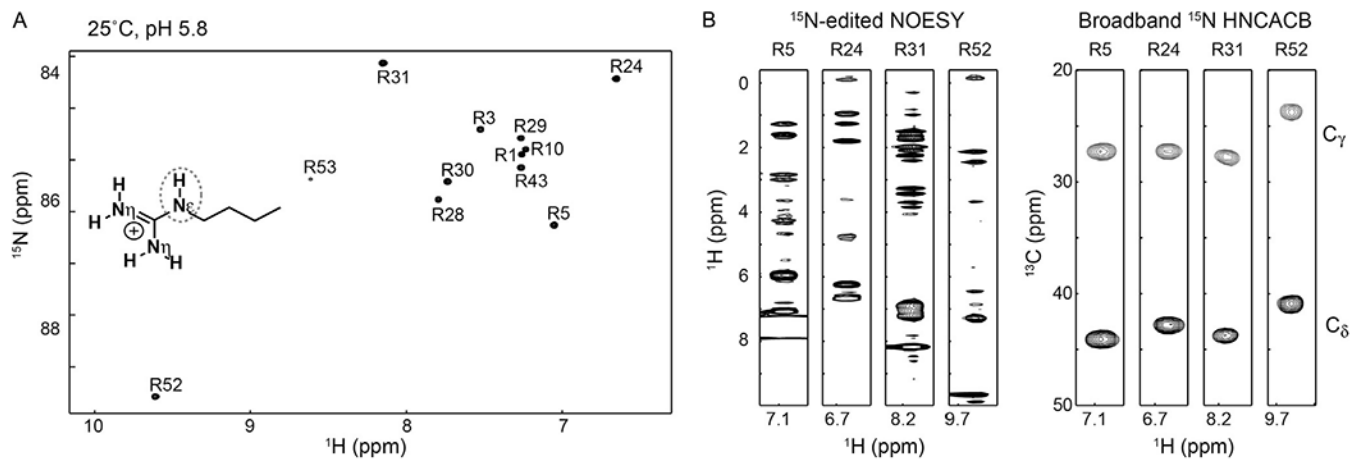 A
25°C, pH 5.8
84
86
88
¹⁵N (ppm)
R31
R24
R3
R29
R1
R10
R53
R30
R43
R28
R5
R52
H
H
H
Nη
Nε
+
Nη
H
H
10
9
8
7
¹H (ppm)
B
¹⁵N-edited NOESY
R5
R24
R31
R52
0
2
4
6
8
¹H (ppm)
7.1
6.7
8.2
9.7
¹H (ppm)
Broadband ¹⁵N HNCACB
R5
R24
R31
R52
20
30
40
50
¹³C (ppm)
Cγ
Cδ
7.1
6.7
8.2
9.7
¹H (ppm)